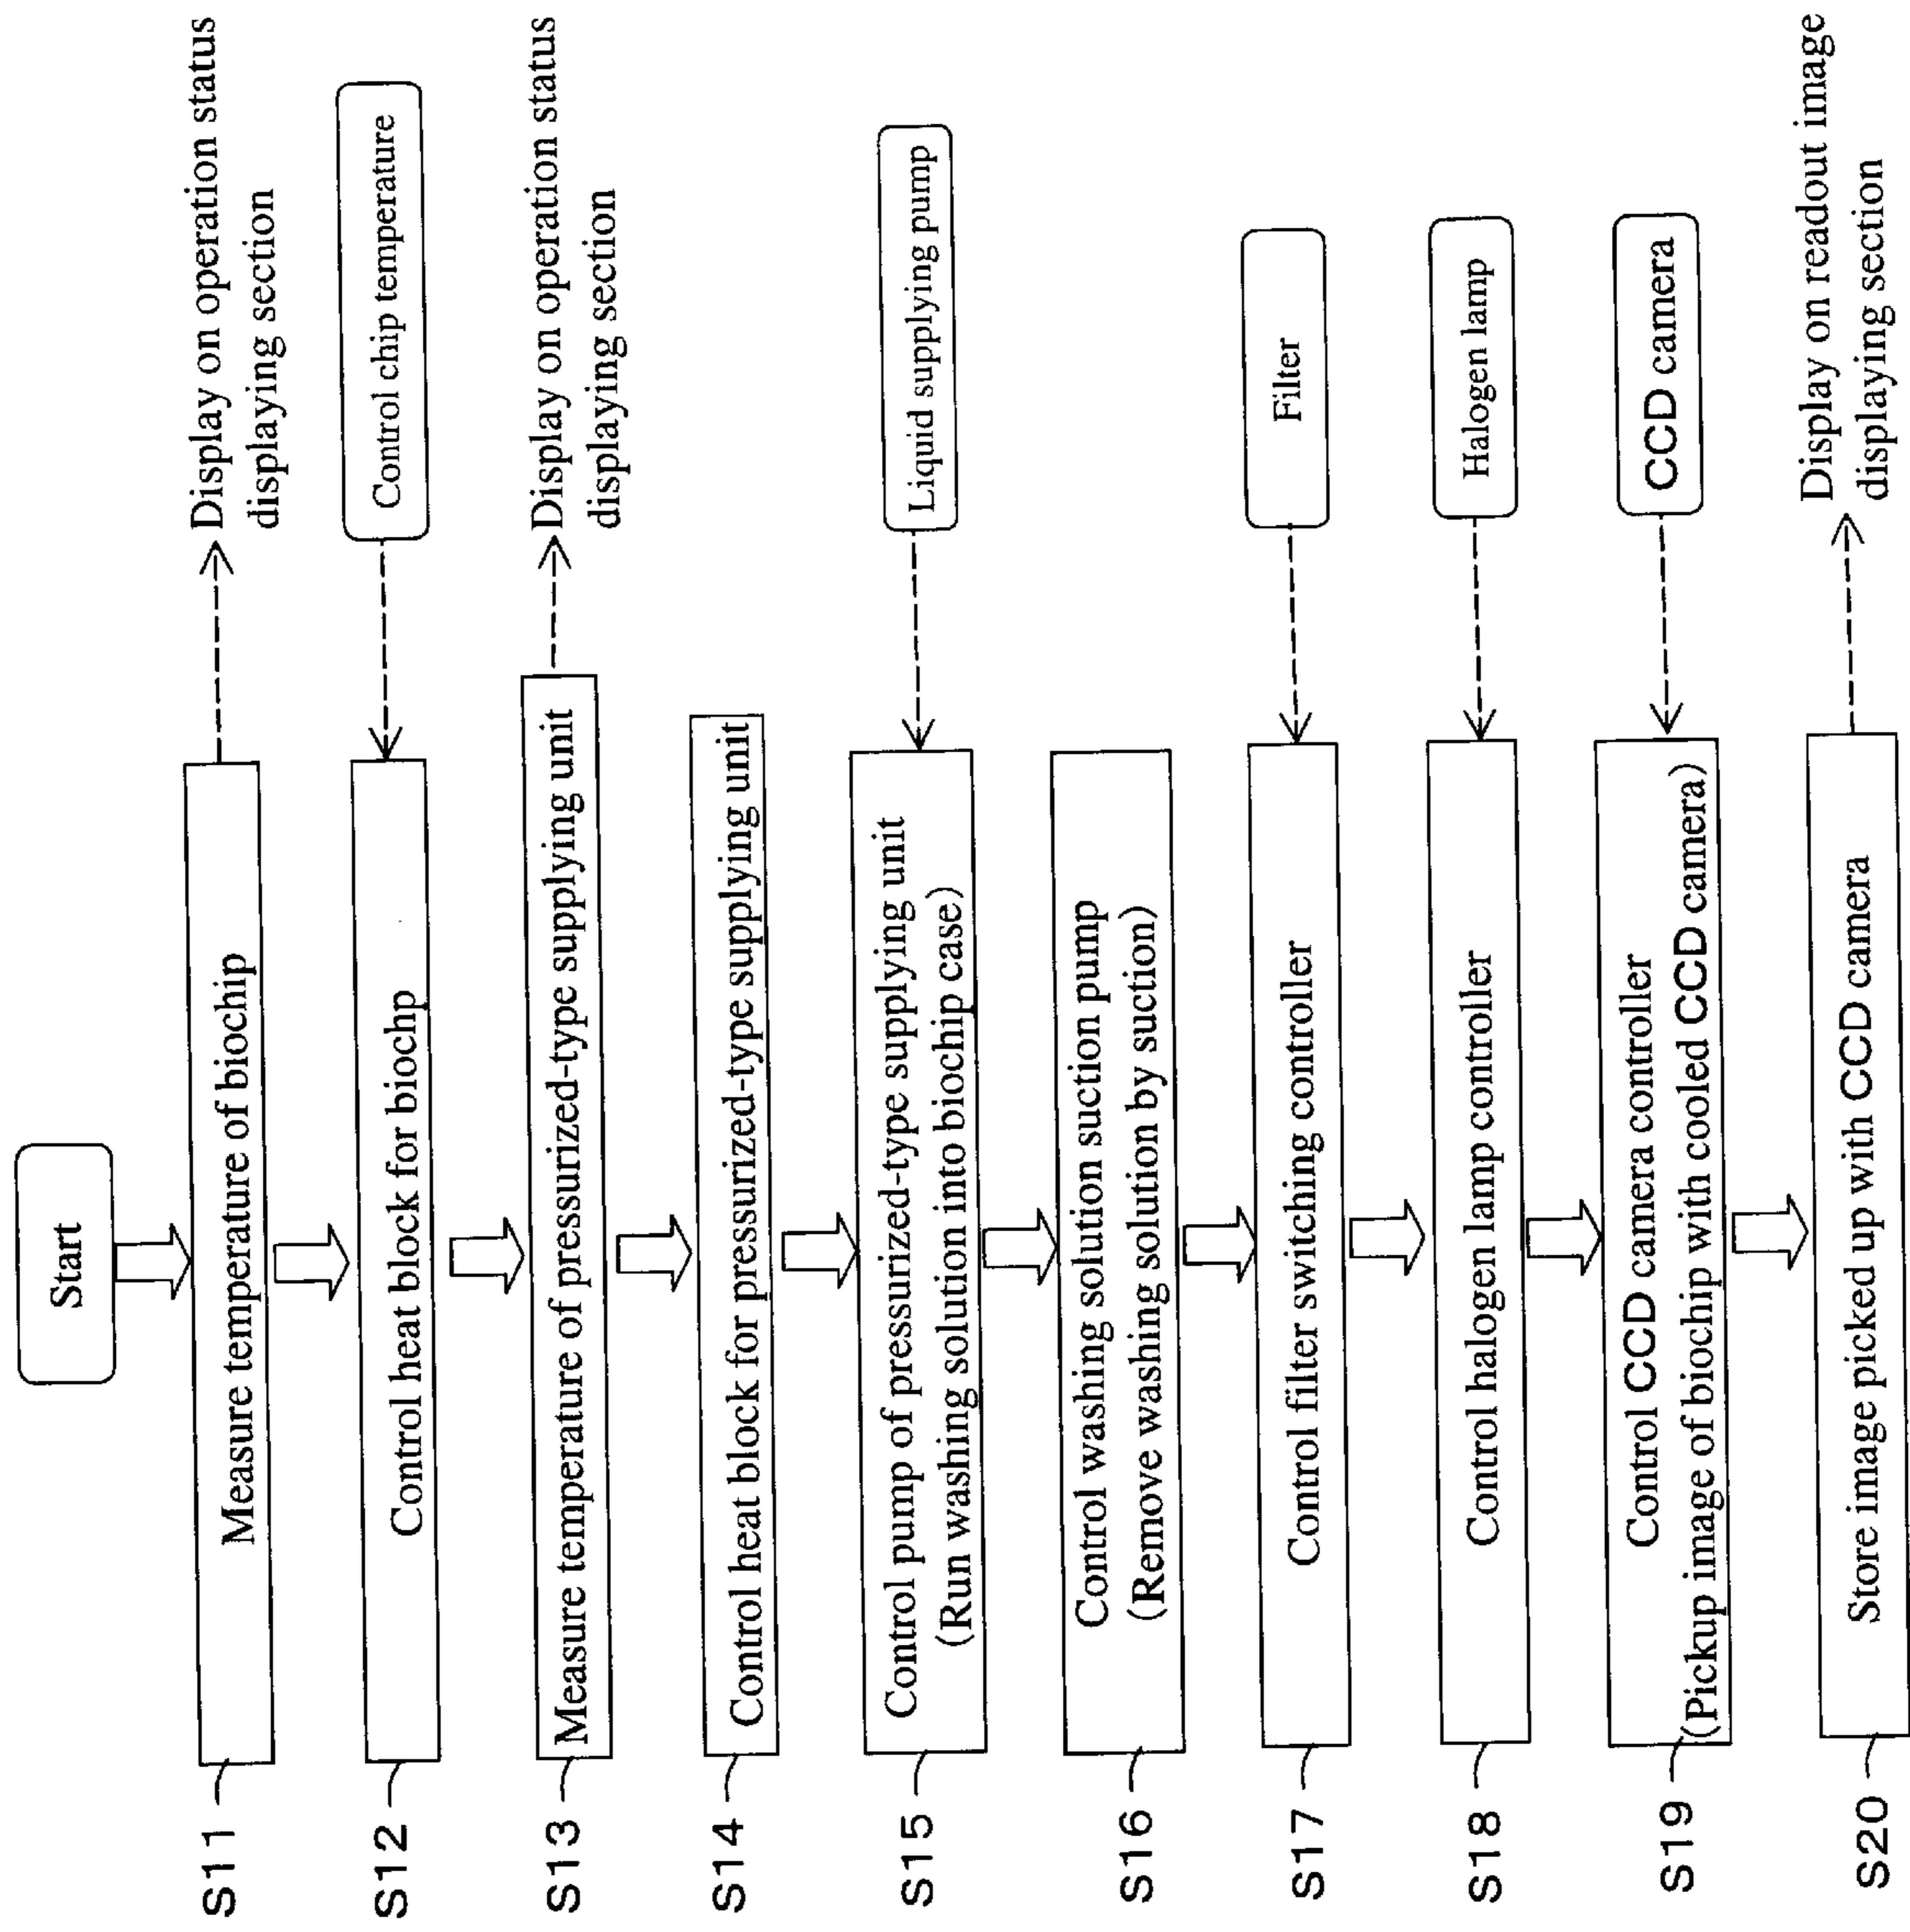 Start
S11
Measure temperature of biochip
Display on operation status
displaying section
S12
Control heat block for biochp
Control chip temperature
S13
Measure temperature of pressurized-type supplying unit
Display on operation status
displaying section
S14
Control heat block for pressurized-type supplying unit
S15
Control pump of pressurized-type supplying unit
(Run washing solution into biochip case)
Liquid supplying pump
S16
Control washing solution suction pump
(Remove washing solution by suction)
S17
Control filter switching controller
Filter
S18
Control halogen lamp controller
Halogen lamp
S19
Control CCD camera controller
(Pickup image of biochip with cooled CCD camera)
CCD camera
S20
Store image picked up with CCD camera
Display on readout image
displaying section